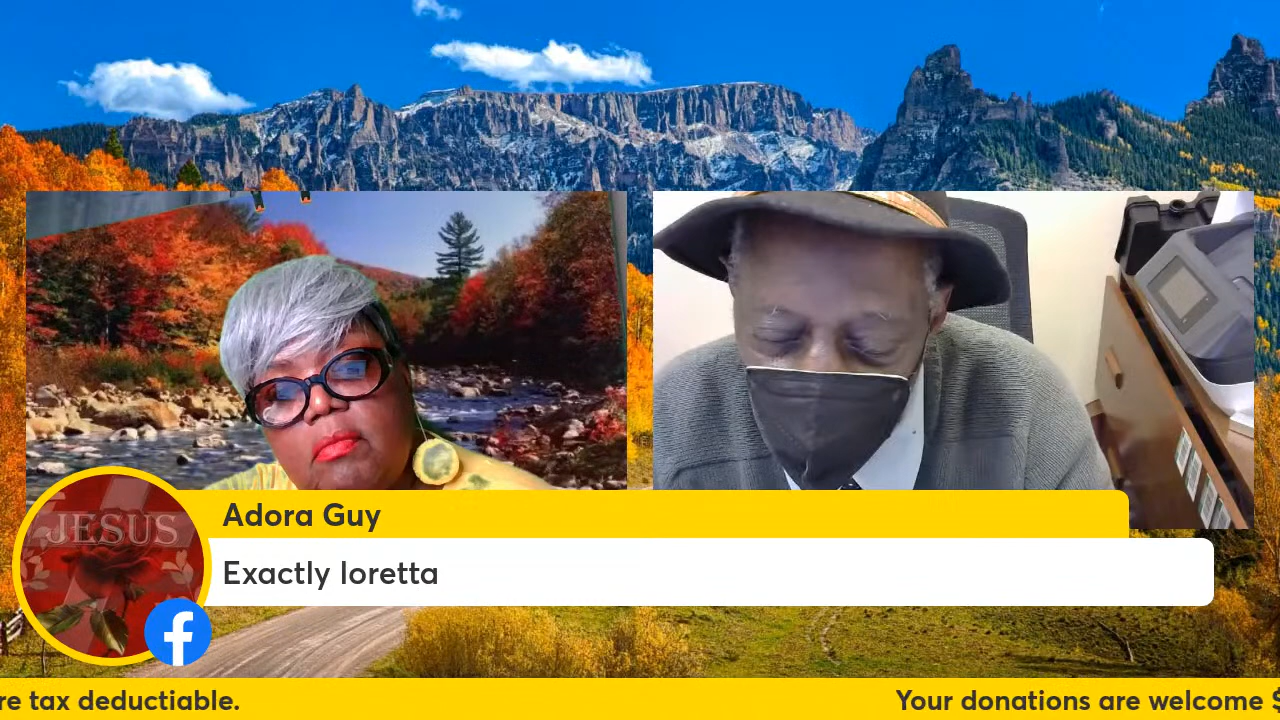 JESUS
Adora Guy
Exactly loretta
re tax deductiable.
Your donations are welcome $